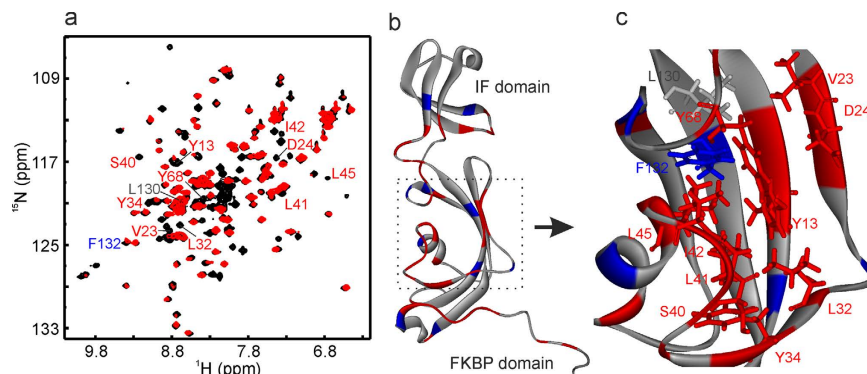 a
109
117
125
133
¹⁵N (ppm)
9.8 8.8 7.8 6.8
¹H (ppm)
I42
Y13
D24
S40
Y68
L45
L130
Y34
L41
V23
L32
F132
b
IF domain
FKBP domain
c
L130
V23
Y68
D24
F132
Y13
L45
I42
L41
L32
S40
Y34